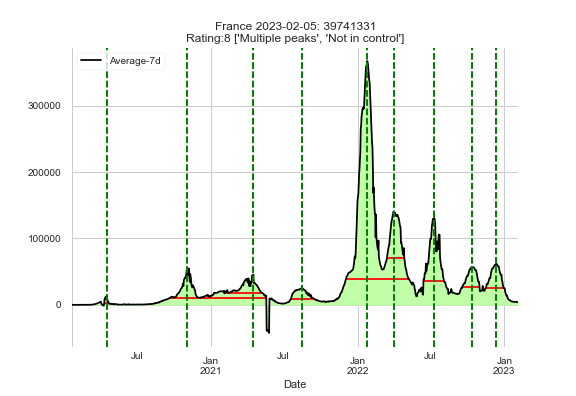 France 2023-02-05: 39741331
Rating:8 ['Multiple peaks', 'Not in control']
Average-7d
300000
200000
100000
0
Jul
Jan
2021
Jul
Jan
2022
Jul
Jan
2023
Date